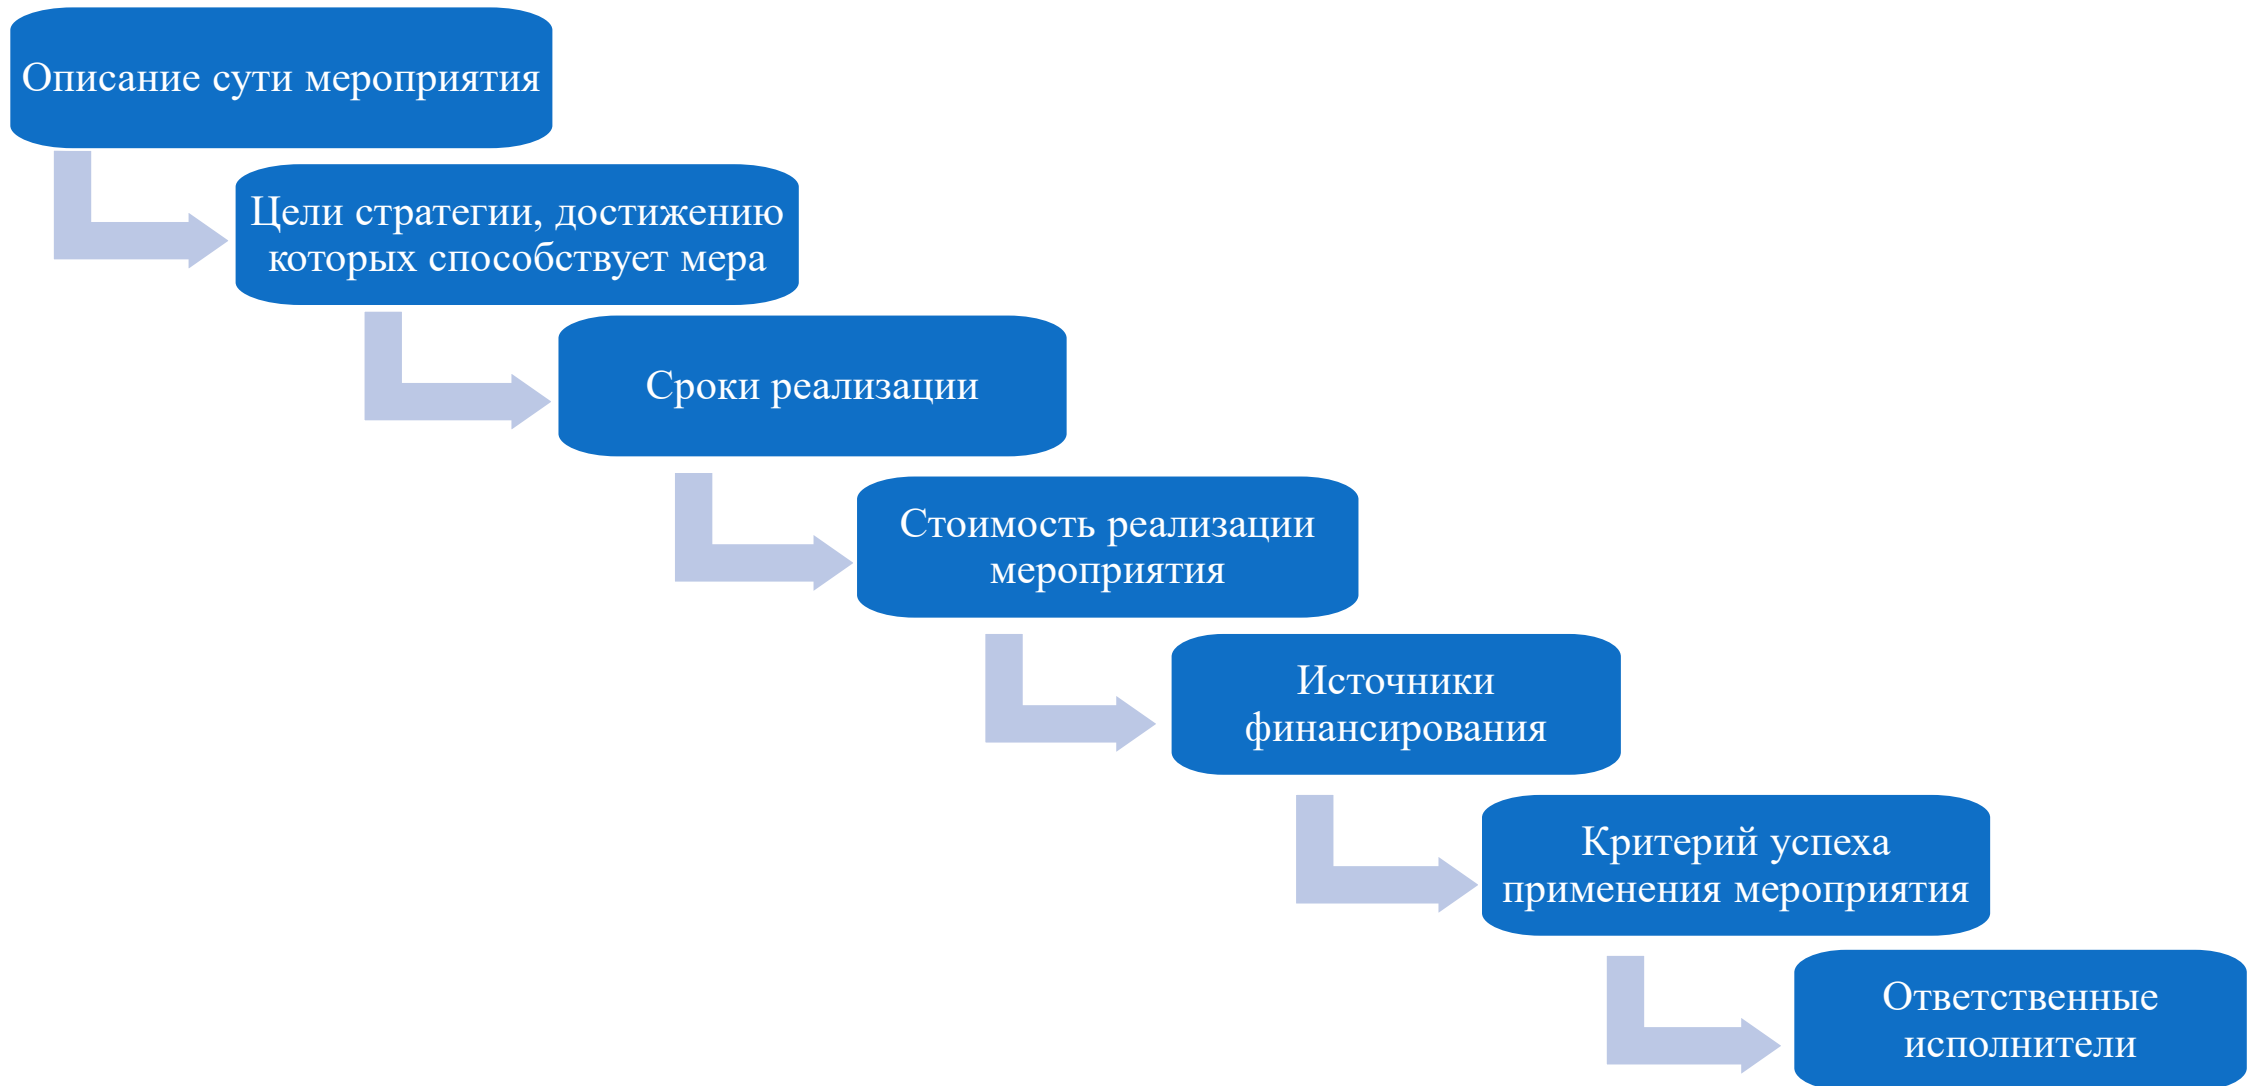 Описание сути мероприятия
Цели стратегии, достижению
которых способствует мера
Сроки реализации
Стоимость реализации
мероприятия
Источники
финансирования
Критерий успеха
применения мероприятия
Ответственные
исполнители